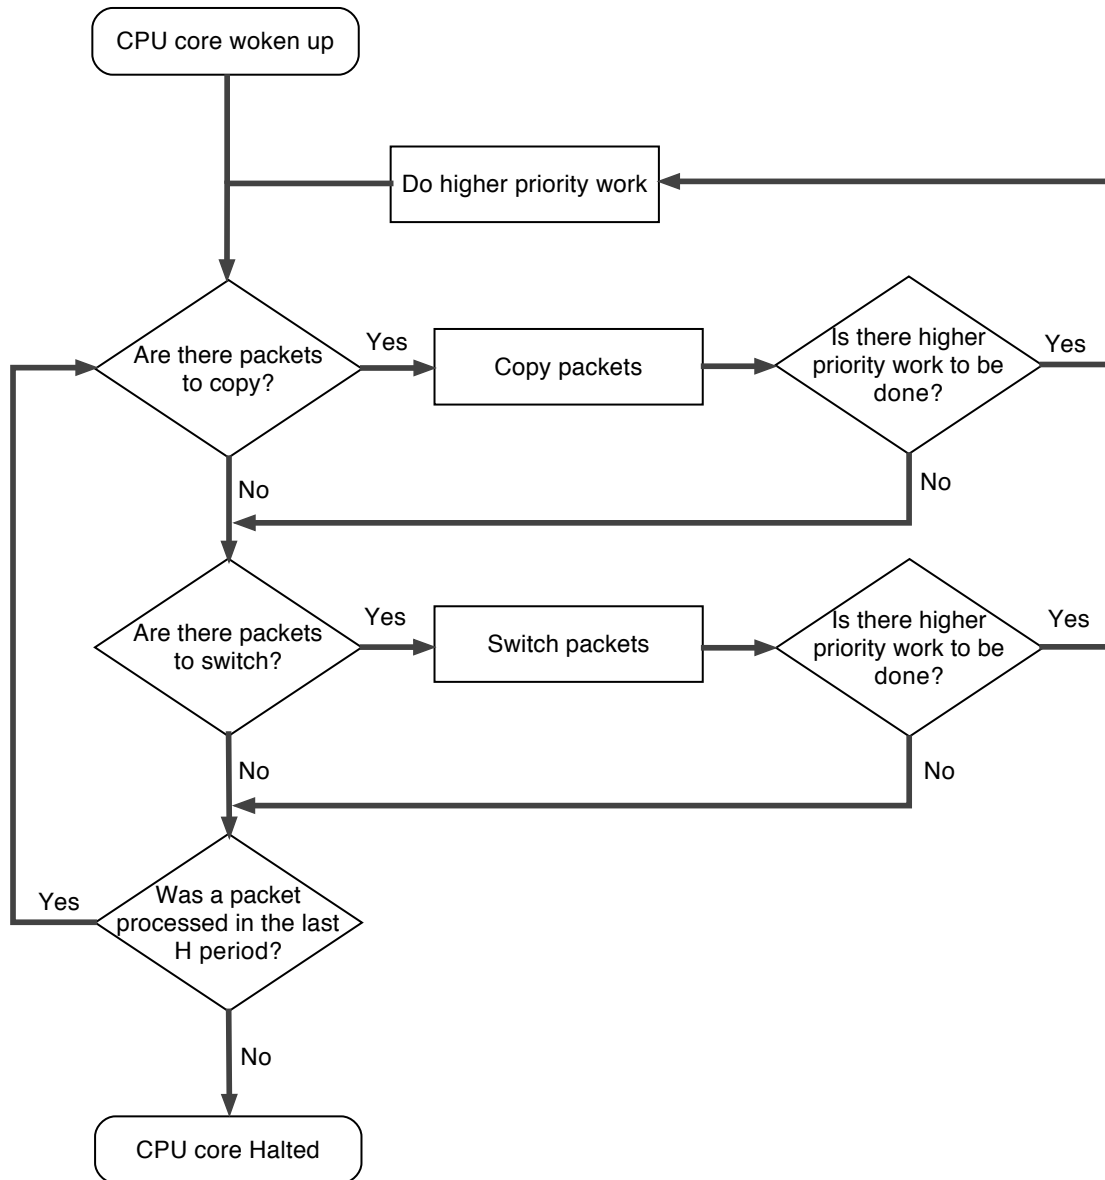 CPU core woken up
Do higher priority work
Are there packets
to copy?
Yes
Copy packets
Is there higher
priority work to be
done?
Yes
No
No
Are there packets
to switch?
Yes
Switch packets
Is there higher
priority work to be
done?
Yes
No
No
Was a packet
processed in the last
H period?
Yes
No
CPU core Halted